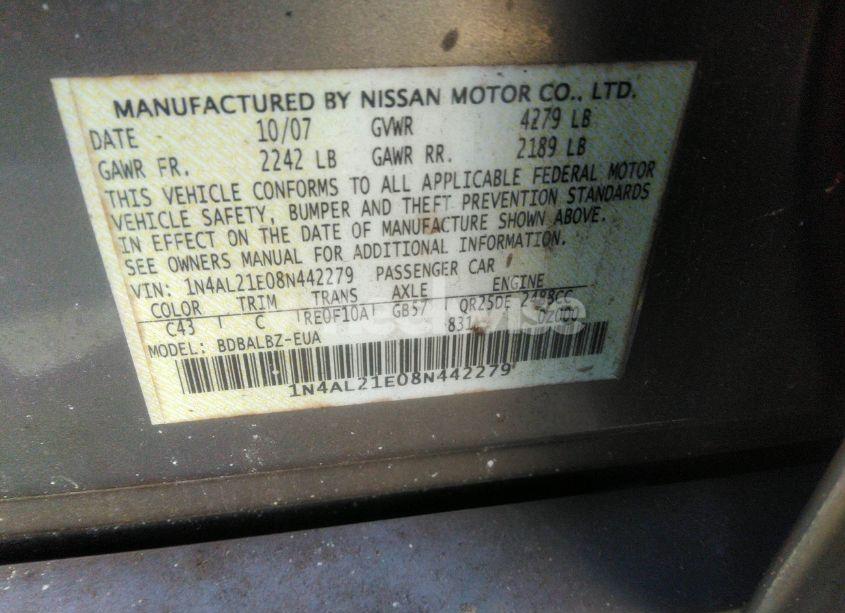 MANUFACTURED BY NISSAN MOTOR CO., LTD.
DATE 10/07 GVWR 4279 LB
GAWR FR. 2242 LB GAWR RR. 2189 LB
THIS VEHICLE CONFORMS TO ALL APPLICABLE FEDERAL MOTOR
VEHICLE SAFETY, BUMPER AND THEFT PREVENTION STANDARDS
IN EFFECT ON THE DATE OF MANUFACTURE SHOWN ABOVE.
SEE OWNERS MANUAL FOR ADDITIONAL INFORMATION.
VIN: 1N4AL21E08N442279 PASSENGER CAR
COLOR TRIM TRANS AXLE ENGINE
C43 C RE0F10A GB57 QR25DE 2488CC
MODEL: BDBALBZ-EUA 831 02000
1N4AL21E08N442279